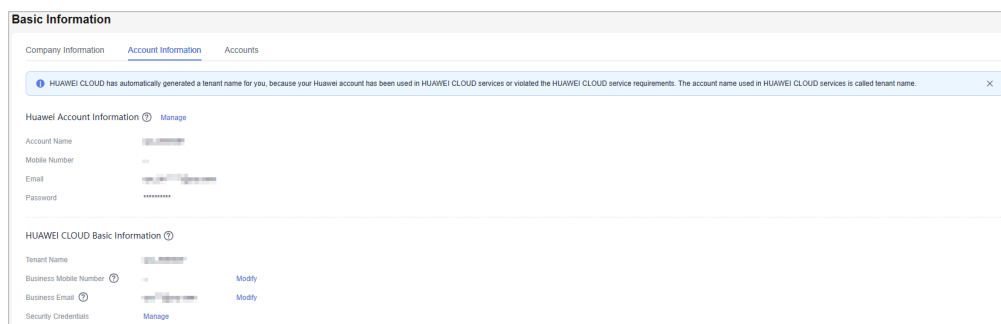 Basic Information
Company Information Account Information Accounts
HUAWEI CLOUD has automatically generated a tenant name for you, because your Huawei account has been used in HUAWEI CLOUD services or violated the HUAWEI CLOUD service requirements. The account name used in HUAWEI CLOUD services is called tenant name.
Huawei Account Information Manage
Account Name
Mobile Number
Email
Password **********
HUAWEI CLOUD Basic Information
Tenant Name
Business Mobile Number Modify
Business Email Modify
Security Credentials Manage